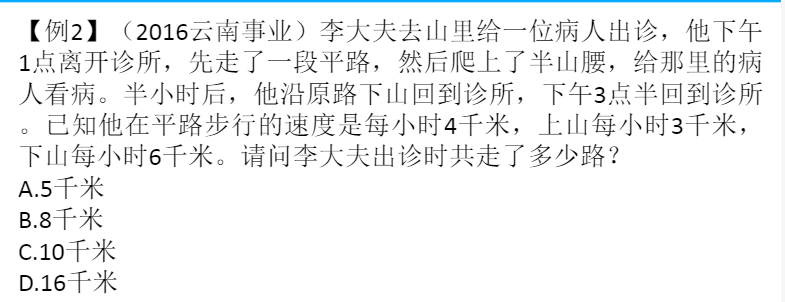 【例2】（2016云南事业）李大夫去山里给一位病人出诊，他下午
1点离开诊所，先走了一段平路，然后爬上了半山腰，给那里的病
人看病。半小时后，他沿原路下山回到诊所，下午3点半回到诊所
。已知他在平路步行的速度是每小时4千米，上山每小时3千米，
下山每小时6千米。请问李大夫出诊时共走了多少路？
A.5千米
B.8千米
C.10千米
D.16千米